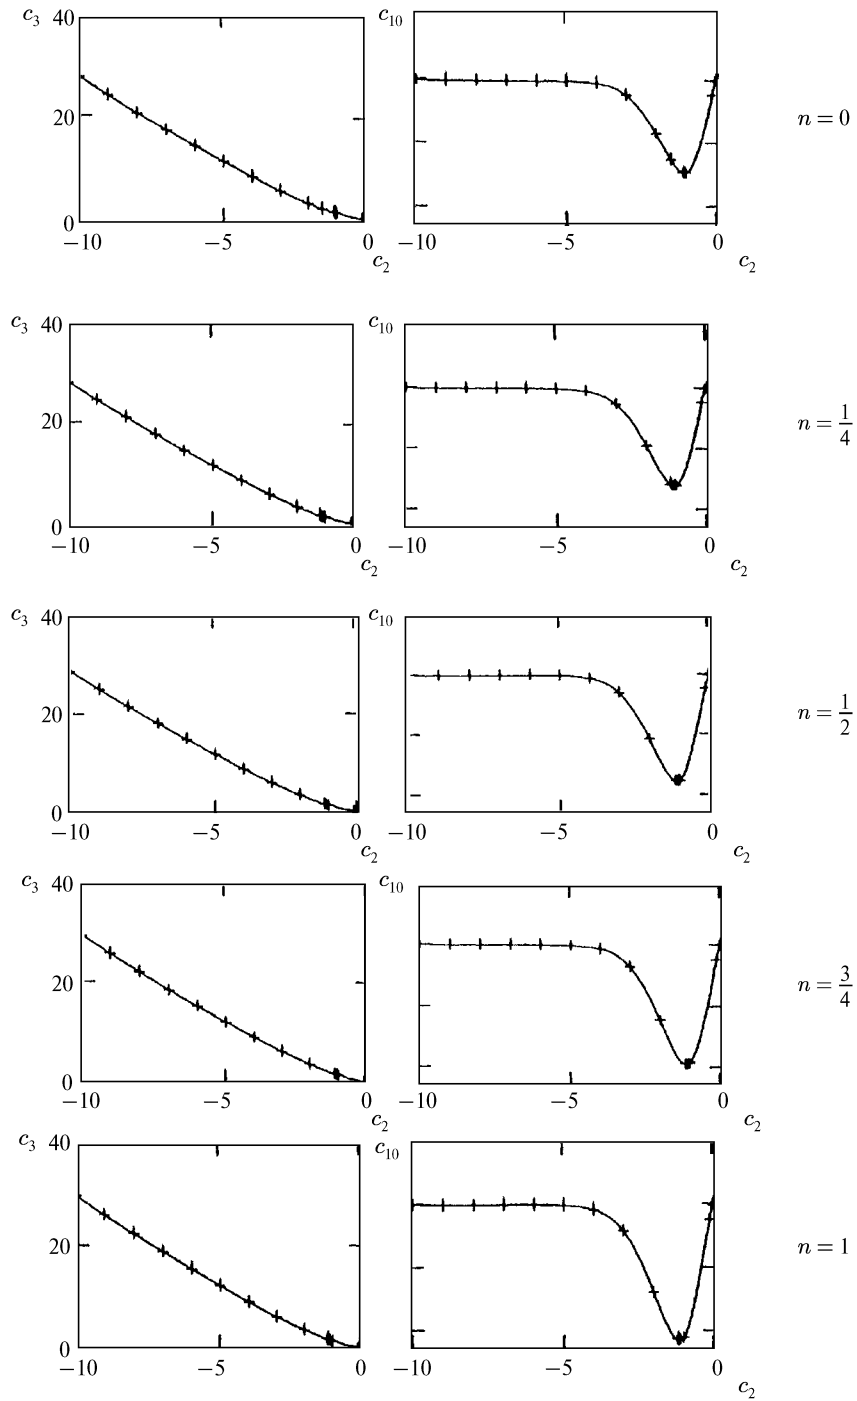 c₃ 40 c₁₀
20 n = 0
0
−10 −5 0 −10 −5 0
c₂ c₂
c₃ 40 c₁₀
20 n = 1/4
0
−10 −5 0 −10 −5 0
c₂ c₂
c₃ 40 c₁₀
20 n = 1/2
0
−10 −5 0 −10 −5 0
c₂ c₂
c₃ 40 c₁₀
20 n = 3/4
0
−10 −5 0 −10 −5 0
c₂ c₂
c₃ 40 c₁₀
20 n = 1
0
−10 −5 0 −10 −5 0
c₂ c₂